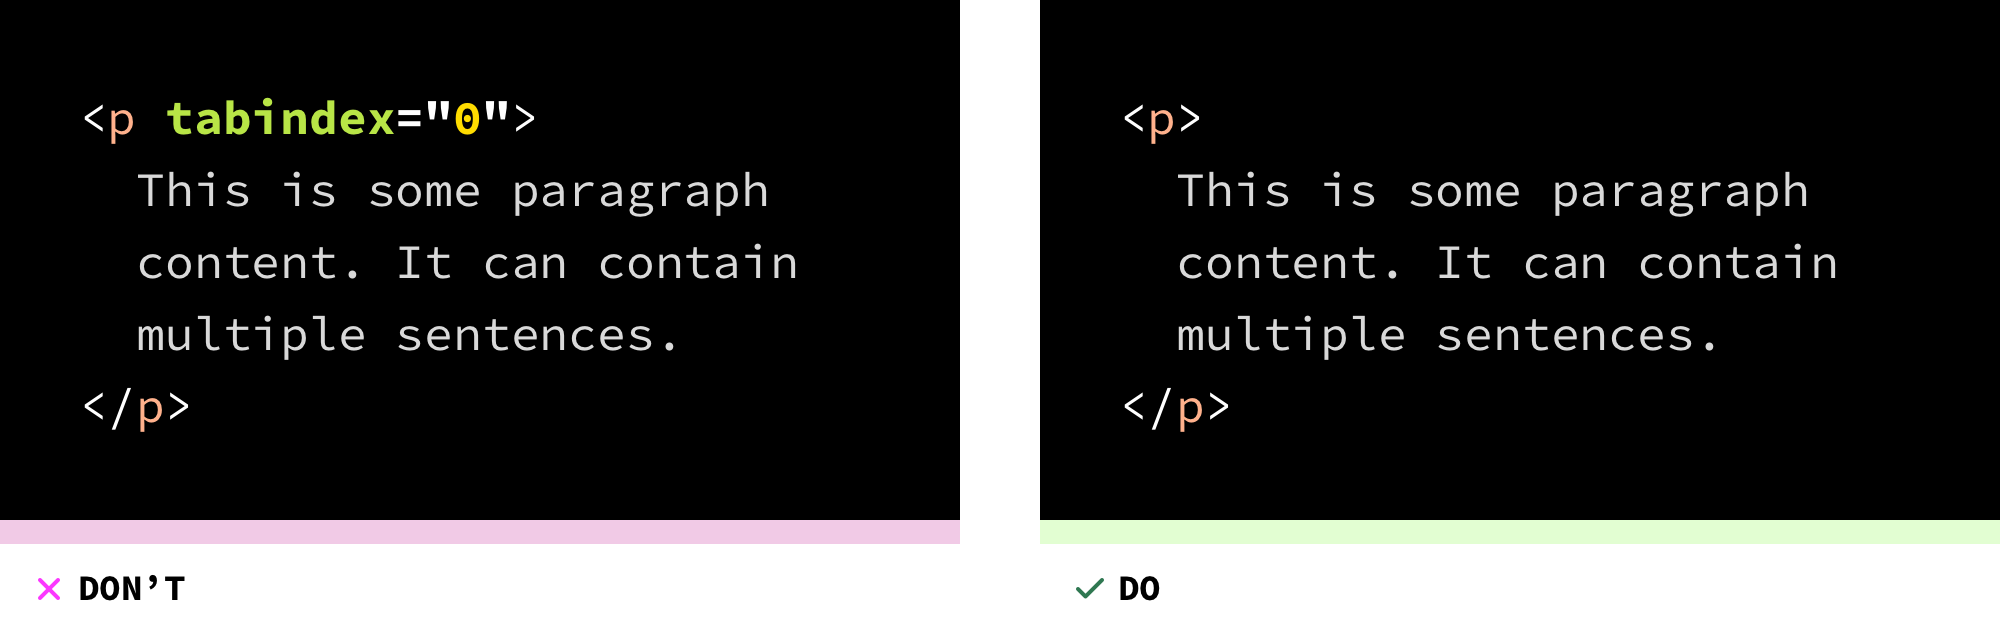 <p tabindex="0">
This is some paragraph
content. It can contain
multiple sentences.
</p>
DON’T
<p>
This is some paragraph
content. It can contain
multiple sentences.
</p>
DO